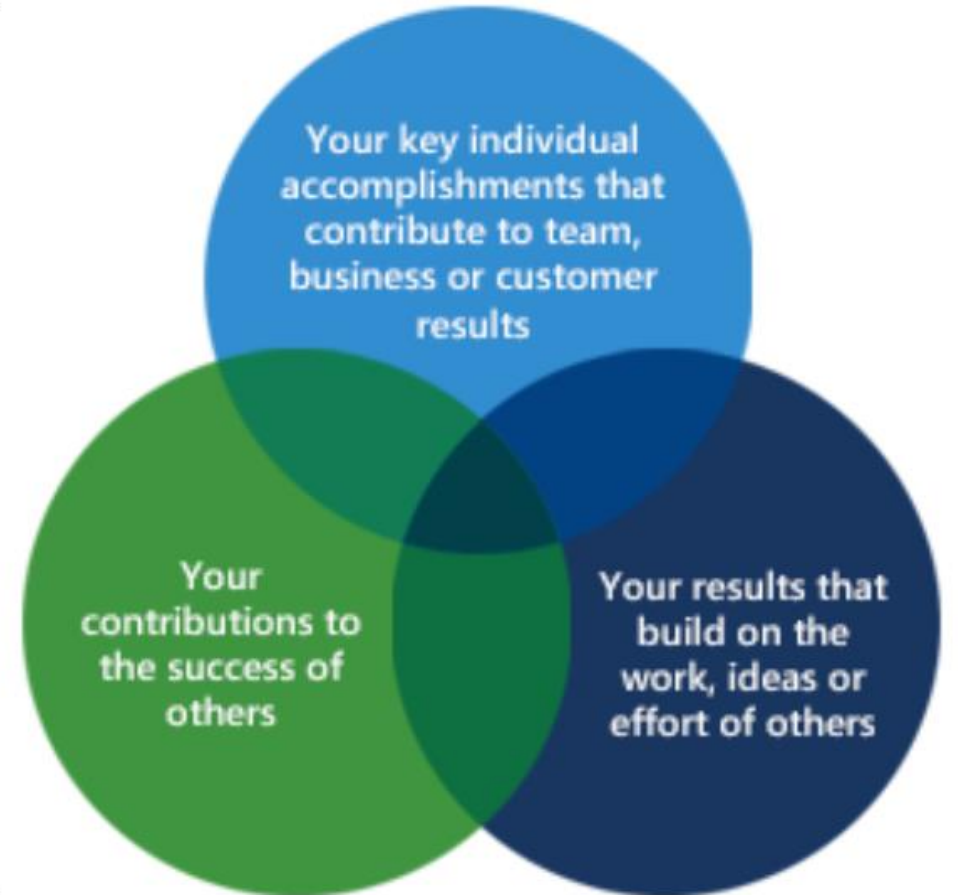 Your key individual
accomplishments that
contribute to team,
business or customer
results
Your
contributions to
the success of
others
Your results that
build on the
work, ideas or
effort of others